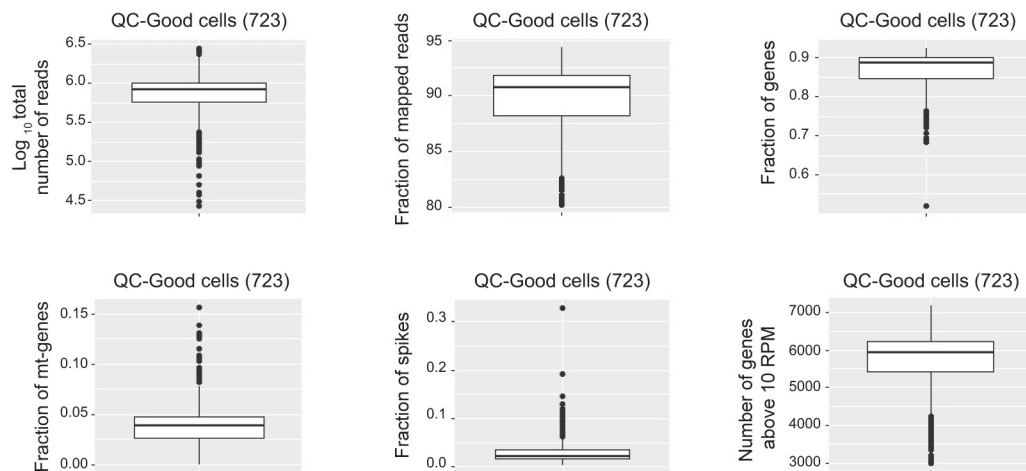 QC-Good cells (723)
Log 10 total
number of reads
6.5
6.0
5.5
5.0
4.5
QC-Good cells (723)
Fraction of mapped reads
95
90
85
80
QC-Good cells (723)
Fraction of genes
0.9
0.8
0.7
0.6
QC-Good cells (723)
Fraction of mt-genes
0.15
0.10
0.05
0.00
QC-Good cells (723)
Fraction of spikes
0.3
0.2
0.1
0.0
QC-Good cells (723)
Number of genes
above 10 RPM
7000
6000
5000
4000
3000